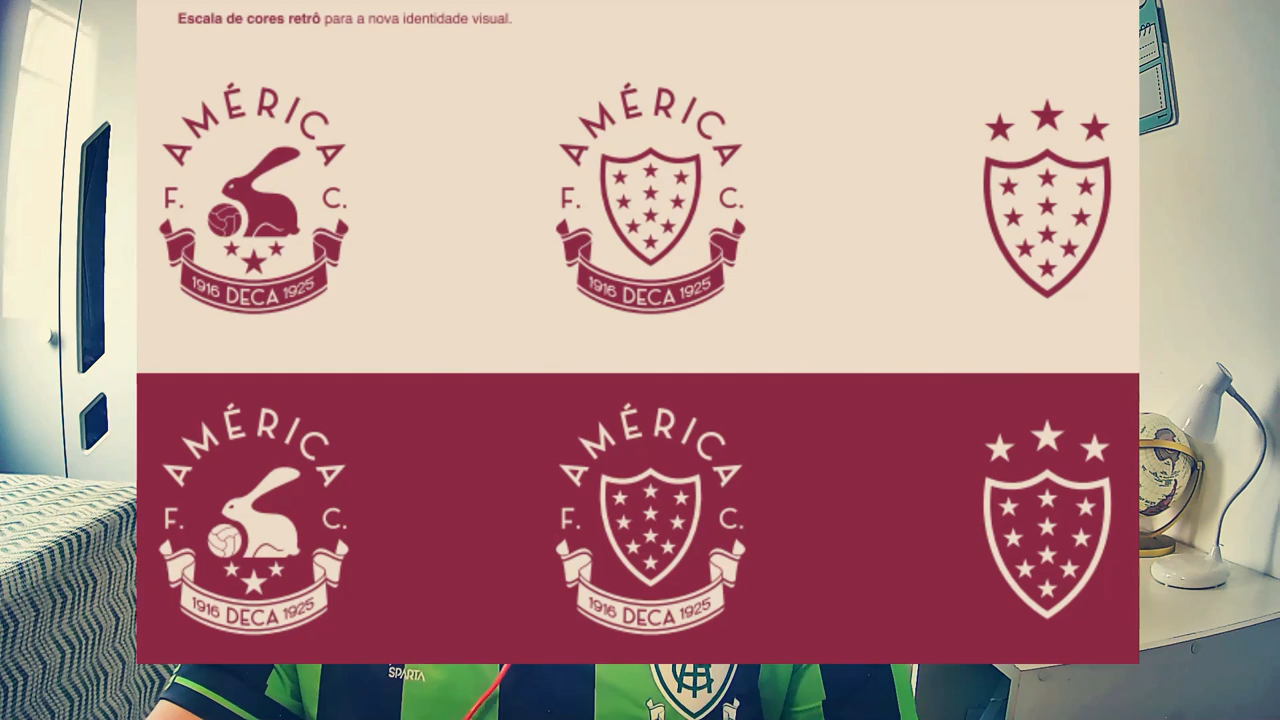 Escala de cores retrô para a nova identidade visual.
AMÉRICA
F. C.
1916 DECA 1925
AMÉRICA
F. C.
1916 DECA 1925
AMÉRICA
F. C.
1916 DECA 1925
AMÉRICA
F. C.
1916 DECA 1925
SPARTA